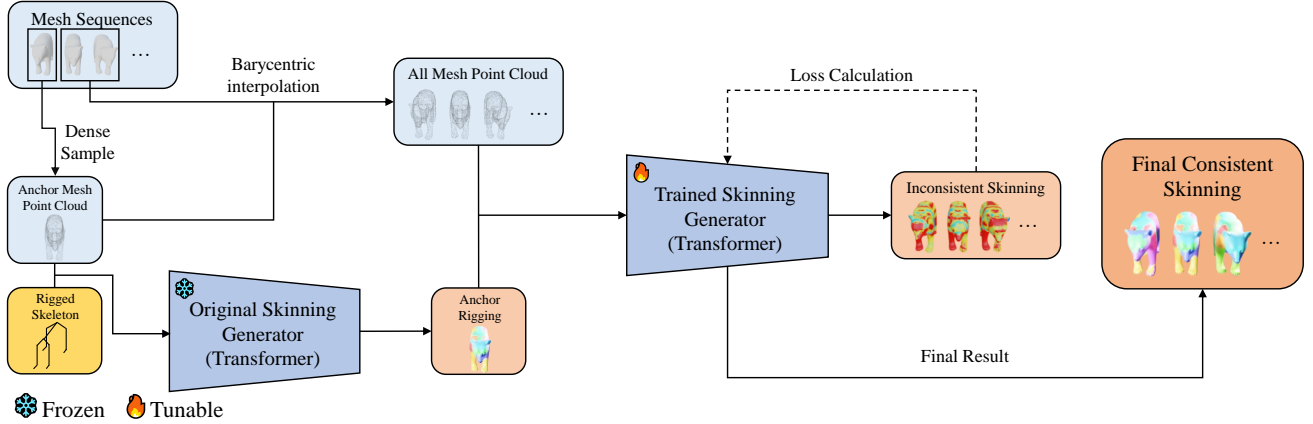 Mesh Sequences
...
Barycentric
interpolation
All Mesh Point Cloud
...
Loss Calculation
Dense
Sample
Anchor Mesh
Point Cloud
Trained Skinning
Generator
(Transformer)
Inconsistent Skinning
...
Final Consistent
Skinning
...
Rigged
Skeleton
Original Skinning
Generator
(Transformer)
Anchor
Rigging
Final Result
Frozen
Tunable